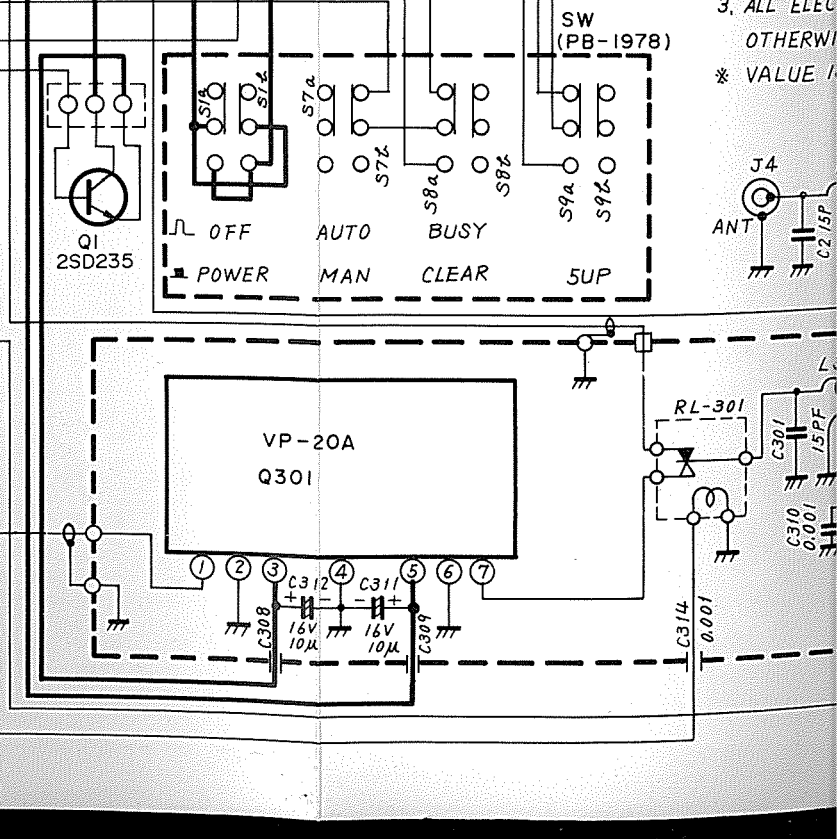 SW
(PB-1978)
3. ALL ELEC
OTHERWI
※ VALUE I
S1a
S1b
S7a
S7b
S8a
S8b
S9a
S9b
OFF
AUTO
BUSY
POWER
MAN
CLEAR
5UP
Q1
2SD235
J4
ANT
C2 15P
RL-301
C301
15PF
C310
0.001
VP-20A
Q301
1 2 3 4 5 6 7
C312
C311
+ -
- +
16V
10μ
16V
10μ
C308
C309
C314
0.001